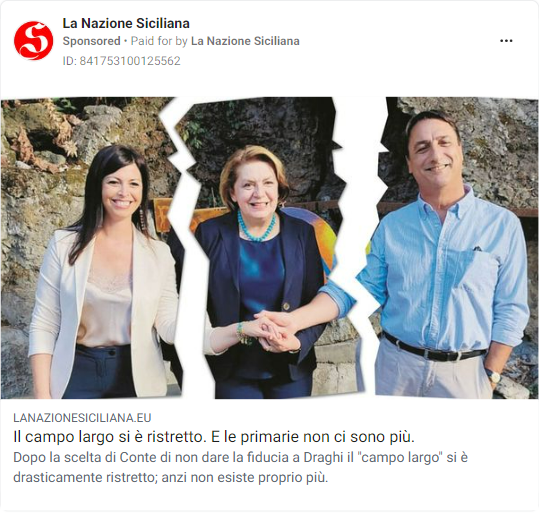 La Nazione Siciliana
Sponsored • Paid for by La Nazione Siciliana
ID: 841753100125562
LANAZIONESICILIANA.EU
Il campo largo si è ristretto. E le primarie non ci sono più.
Dopo la scelta di Conte di non dare la fiducia a Draghi il "campo largo" si è
drasticamente ristretto; anzi non esiste proprio più.